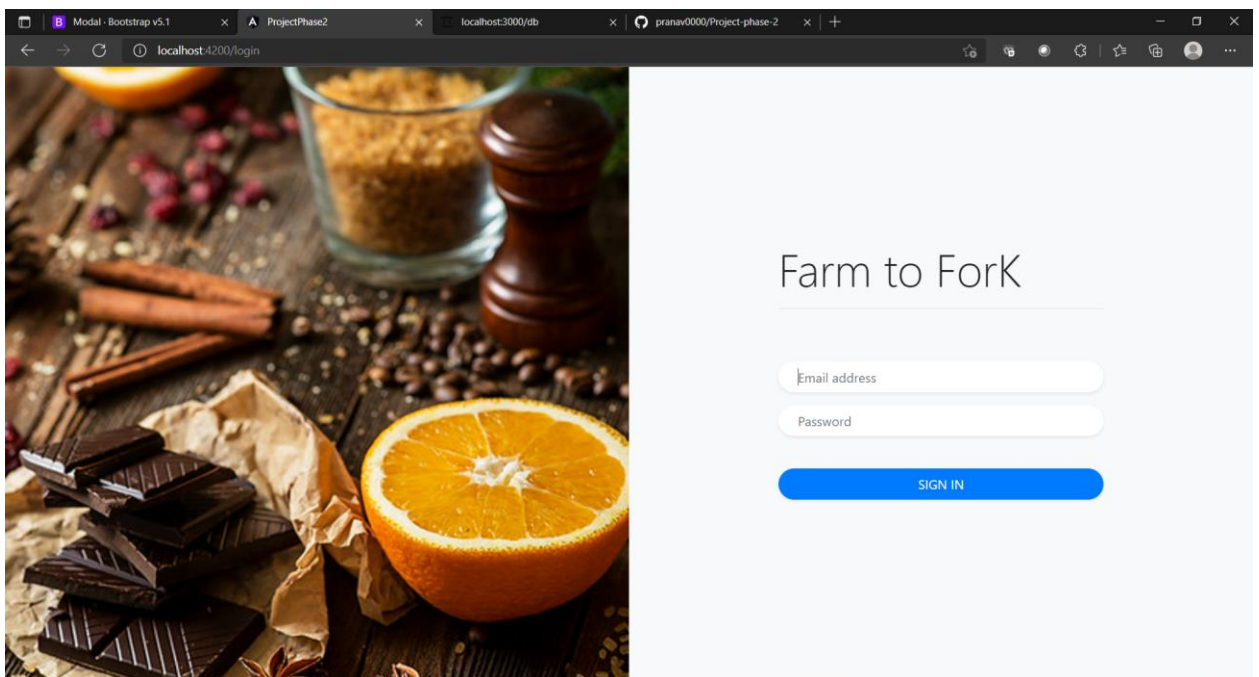 Modal · Bootstrap v5.1
ProjectPhase2
localhost:3000/db
pranav0000/Project-phase-2
localhost:4200/login
Farm to ForK
Email address
Password
SIGN IN